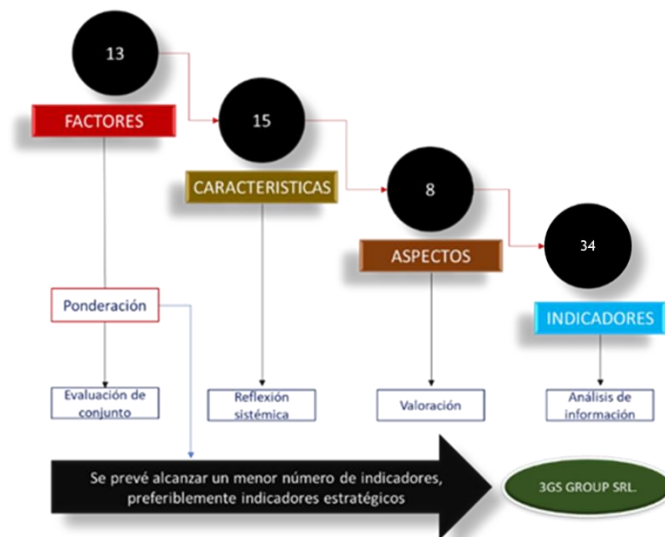 13
FACTORES
15
CARACTERISTICAS
8
ASPECTOS
34
INDICADORES
Ponderación
Evaluación de
conjunto
Reflexión
sistémica
Valoración
Análisis de
información
Se prevé alcanzar un menor número de indicadores,
preferiblemente indicadores estratégicos
3GS GROUP SRL.